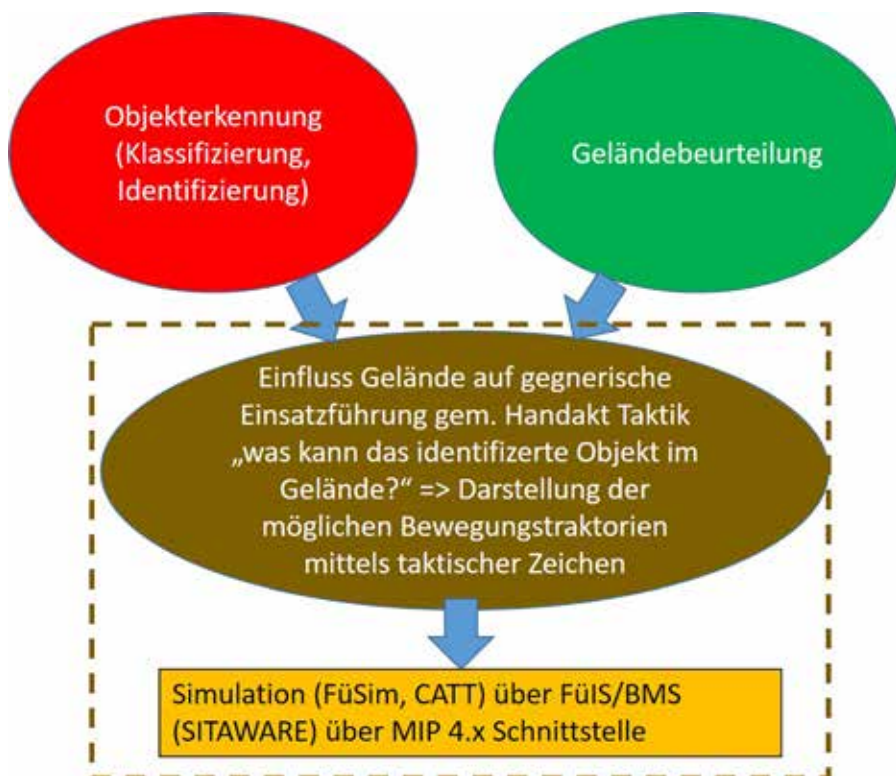 Objekterkennung
(Klassifizierung,
Identifizierung)
Geländebeurteilung
Einfluss Gelände auf gegnerische
Einsatzführung gem. Handakt Taktik
„was kann das identifizerte Objekt im
Gelände?“ => Darstellung der
möglichen Bewegungstraktorien
mittels taktischer Zeichen
Simulation (FüSim, CATT) über FüIS/BMS
(SITAWARE) über MIP 4.x Schnittstelle